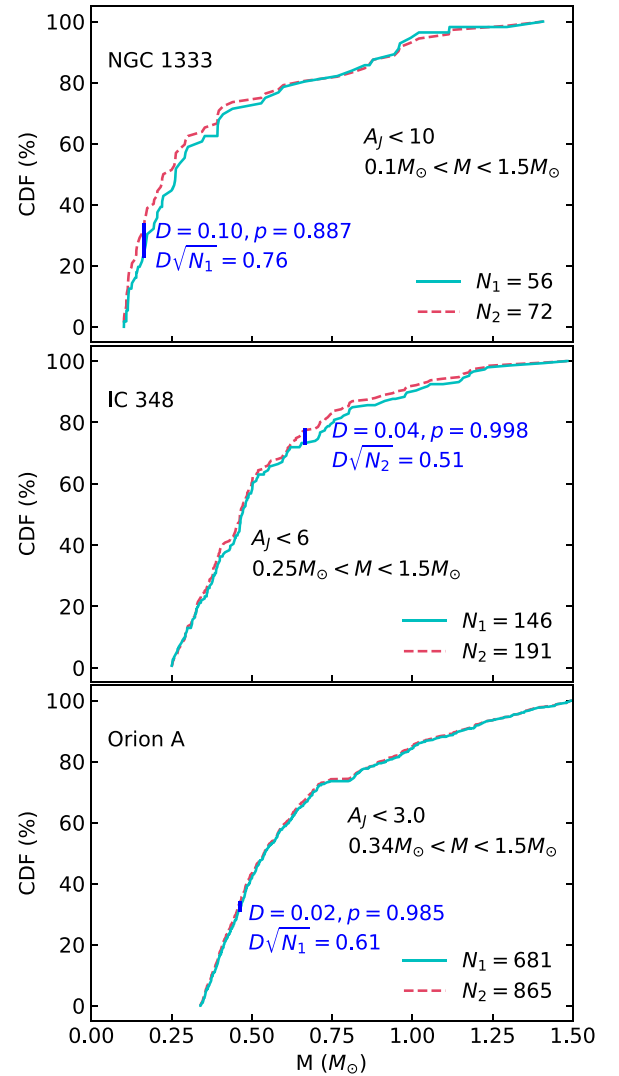 100
NGC 1333
80
A_J < 10
60
0.1M_⊙ < M < 1.5M_⊙
CDF (%)
40
D = 0.10, p = 0.887
D√N_1 = 0.76
20
N_1 = 56
N_2 = 72
0
100
IC 348
80
D = 0.04, p = 0.998
D√N_2 = 0.51
60
CDF (%)
40
A_J < 6
0.25M_⊙ < M < 1.5M_⊙
20
N_1 = 146
N_2 = 191
0
100
Orion A
80
A_J < 3.0
60
0.34M_⊙ < M < 1.5M_⊙
CDF (%)
40
D = 0.02, p = 0.985
D√N_1 = 0.61
20
N_1 = 681
N_2 = 865
0
0.00 0.25 0.50 0.75 1.00 1.25 1.50
M (M_⊙)